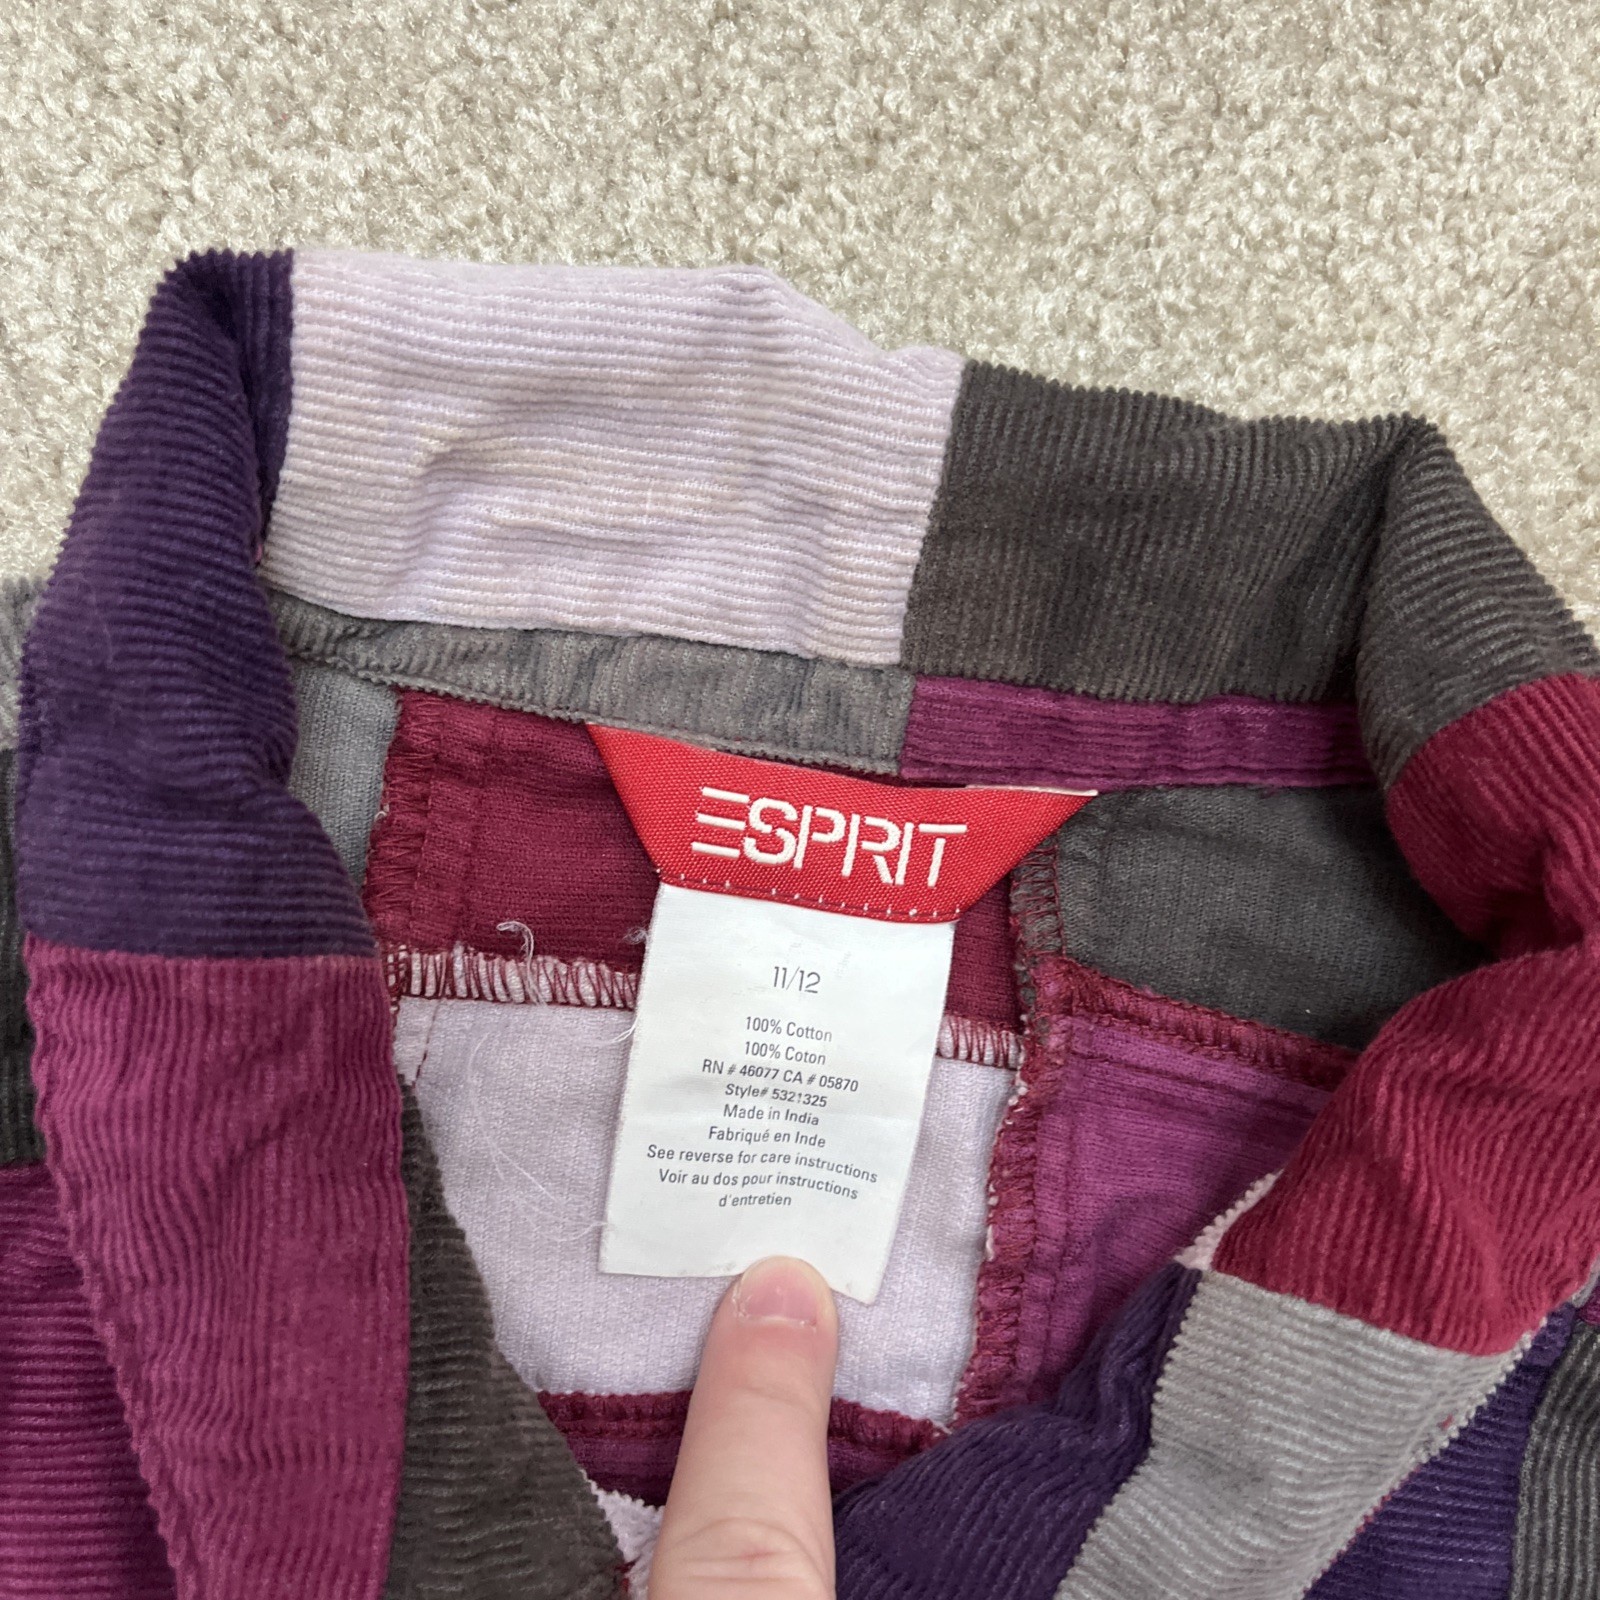 ESPRIT
11/12
100% Cotton
100% Coton
RN # 46077 CA # 05870
Style# 5321325
Made in India
Fabriqué en Inde
See reverse for care instructions
Voir au dos pour instructions
d'entretien